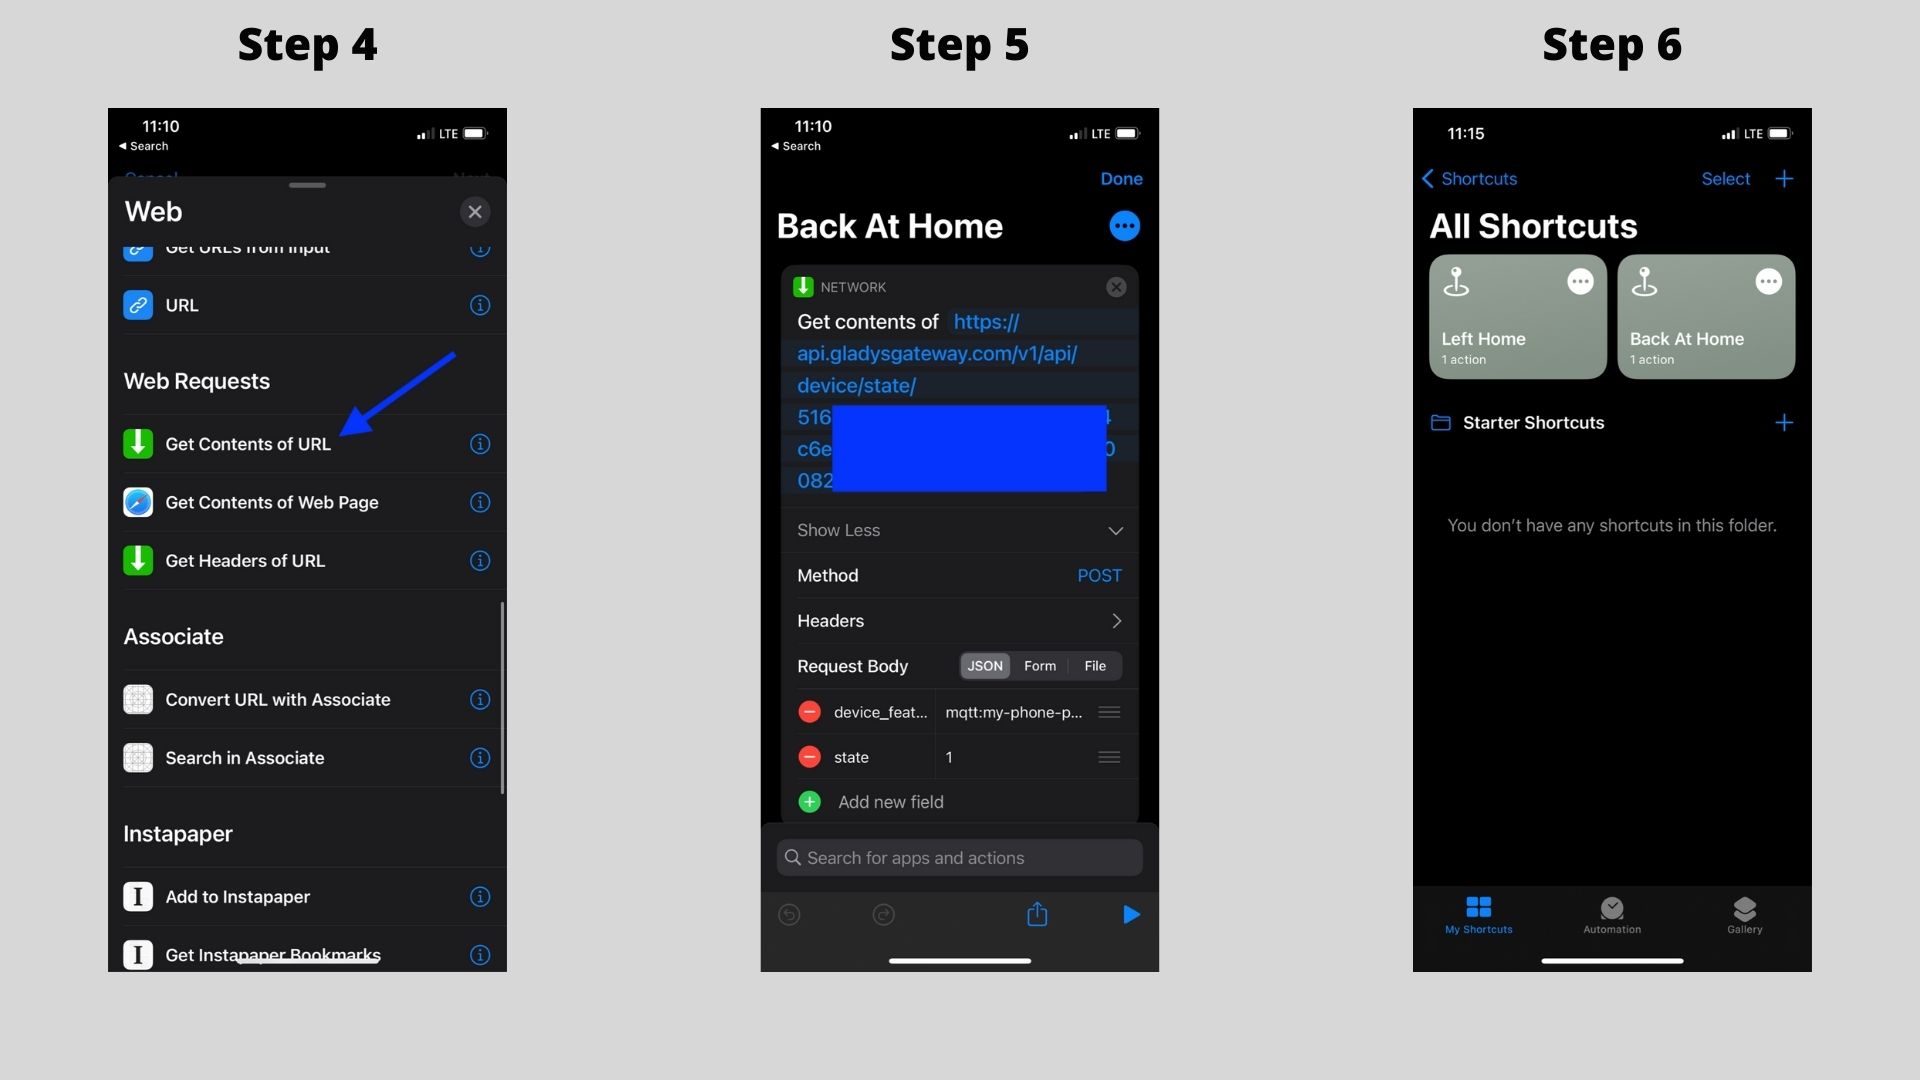 Step 4
11:10
LTE
◀ Search
Web
Get URLs from Input
URL
Web Requests
Get Contents of URL
Get Contents of Web Page
Get Headers of URL
Associate
Convert URL with Associate
Search in Associate
Instapaper
Add to Instapaper
Get Instapaper Bookmarks
Step 5
11:10
LTE
◀ Search
Done
Back At Home
NETWORK
Get contents of https://
api.gladysgateway.com/v1/api/
device/state/
516
c6e 0
082
Show Less
Method POST
Headers
Request Body JSON Form File
device_feat... mqtt:my-phone-p...
state 1
Add new field
Search for apps and actions
Step 6
11:15
LTE
Shortcuts Select +
All Shortcuts
Left Home
1 action
Back At Home
1 action
Starter Shortcuts
You don't have any shortcuts in this folder.
My Shortcuts Automation Gallery